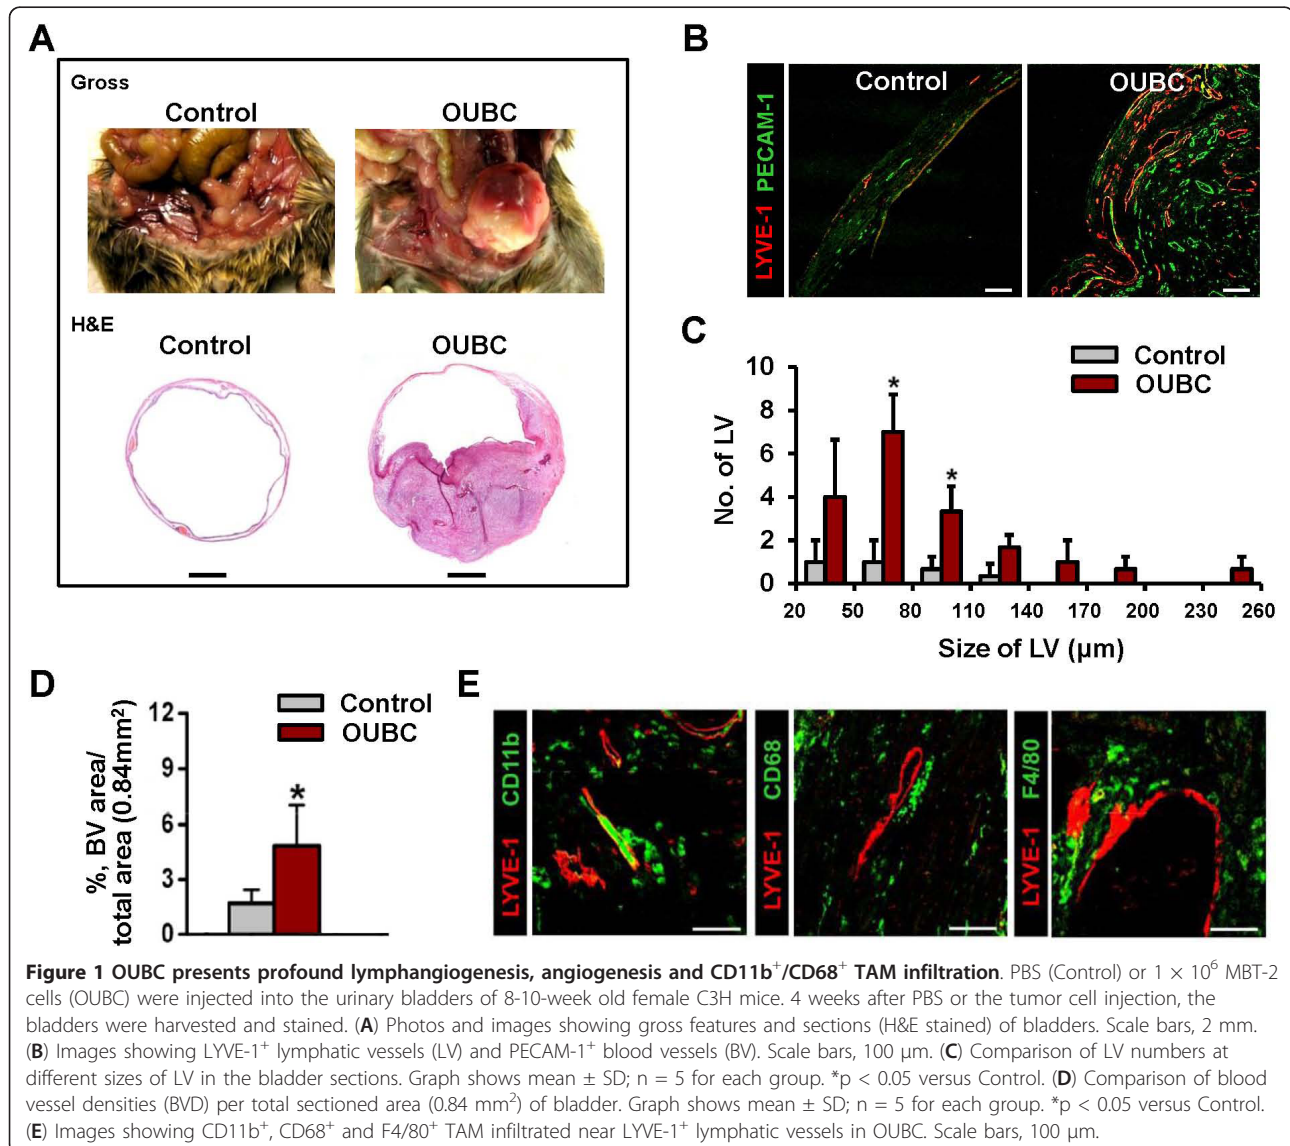 A
Gross
Control
OUBC
H&E
Control
OUBC
B
LYVE-1 PECAM-1
Control
OUBC
C
Control
OUBC
No. of LV
10
8
6
4
2
0
*
*
20 50 80 110 140 170 190 230 260
Size of LV (µm)
D
Control
OUBC
%, BV area/
total area (0.84mm²)
12
9
6
3
0
*
E
LYVE-1 CD11b
LYVE-1 CD68
LYVE-1 F4/80
Figure 1 OUBC presents profound lymphangiogenesis, angiogenesis and CD11b⁺/CD68⁺ TAM infiltration. PBS (Control) or 1 × 10⁶ MBT-2
cells (OUBC) were injected into the urinary bladders of 8-10-week old female C3H mice. 4 weeks after PBS or the tumor cell injection, the
bladders were harvested and stained. (A) Photos and images showing gross features and sections (H&E stained) of bladders. Scale bars, 2 mm.
(B) Images showing LYVE-1⁺ lymphatic vessels (LV) and PECAM-1⁺ blood vessels (BV). Scale bars, 100 µm. (C) Comparison of LV numbers at
different sizes of LV in the bladder sections. Graph shows mean ± SD; n = 5 for each group. *p < 0.05 versus Control. (D) Comparison of blood
vessel densities (BVD) per total sectioned area (0.84 mm²) of bladder. Graph shows mean ± SD; n = 5 for each group. *p < 0.05 versus Control.
(E) Images showing CD11b⁺, CD68⁺ and F4/80⁺ TAM infiltrated near LYVE-1⁺ lymphatic vessels in OUBC. Scale bars, 100 µm.